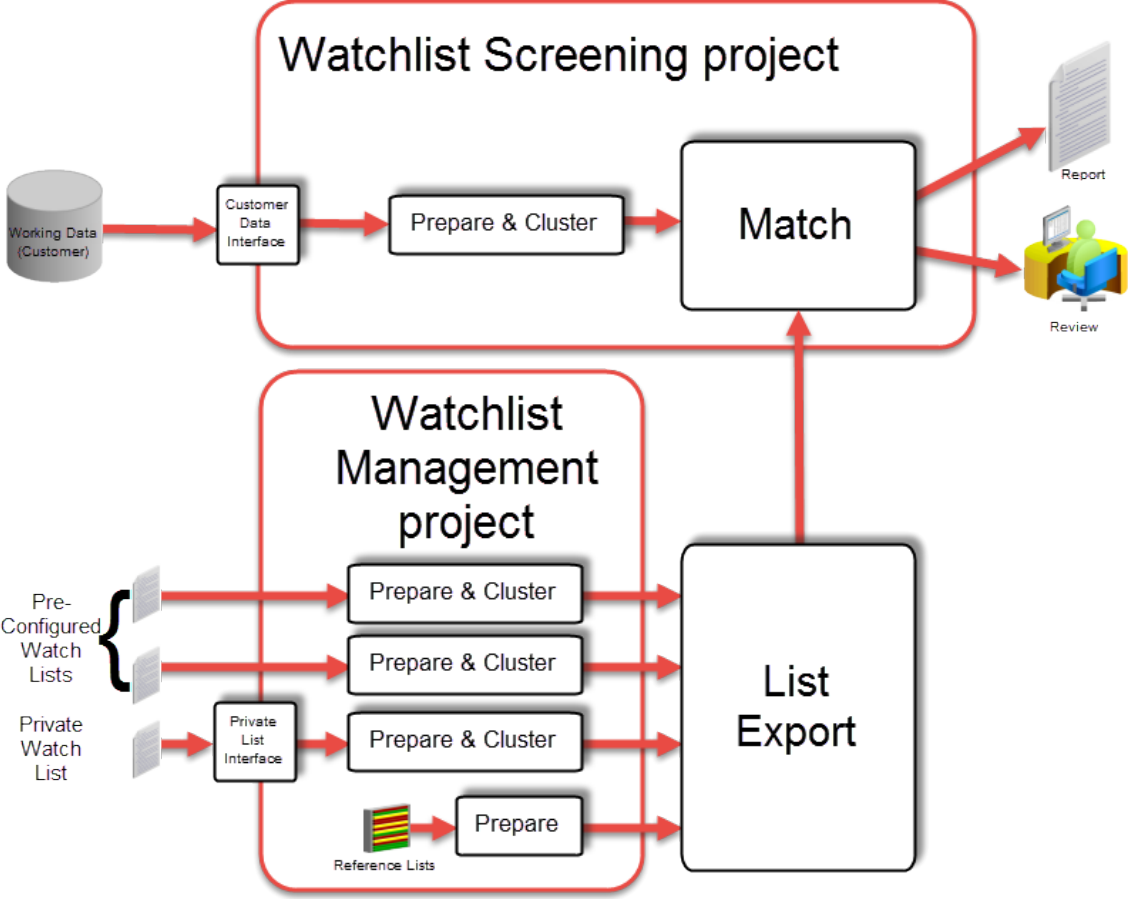 Watchlist Screening project
Report
Customer
Data
Interface
Prepare & Cluster
Match
Working Data
(Customer)
Review
Watchlist
Management
project
Pre-
Configured
Watch
Lists
Prepare & Cluster
Prepare & Cluster
Private
Watch
List
Private
List
Interface
Prepare & Cluster
List
Export
Reference Lists
Prepare